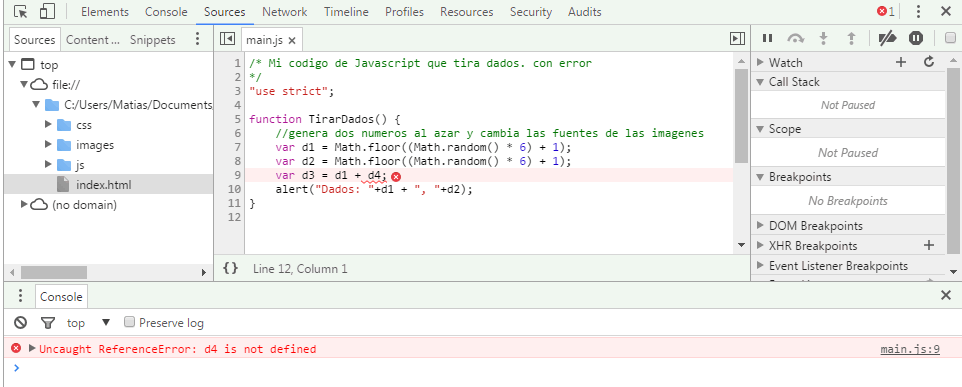 Elements Console Sources Network Timeline Profiles Resources Security Audits 1
Sources Content ... Snippets
main.js
top
file://
C:/Users/Matias/Documents
css
images
js
index.html
(no domain)
1 /* Mi codigo de Javascript que tira dados. con error
2 */
3 "use strict";
4
5 function TirarDados() {
6 //genera dos numeros al azar y cambia las fuentes de las imagenes
7 var d1 = Math.floor((Math.random() * 6) + 1);
8 var d2 = Math.floor((Math.random() * 6) + 1);
9 var d3 = d1 + d4;
10 alert("Dados: "+d1 + ", "+d2);
11 }
12
{} Line 12, Column 1
Watch
Call Stack
Not Paused
Scope
Not Paused
Breakpoints
No Breakpoints
DOM Breakpoints
XHR Breakpoints
Event Listener Breakpoints
Console
top Preserve log
Uncaught ReferenceError: d4 is not defined main.js:9